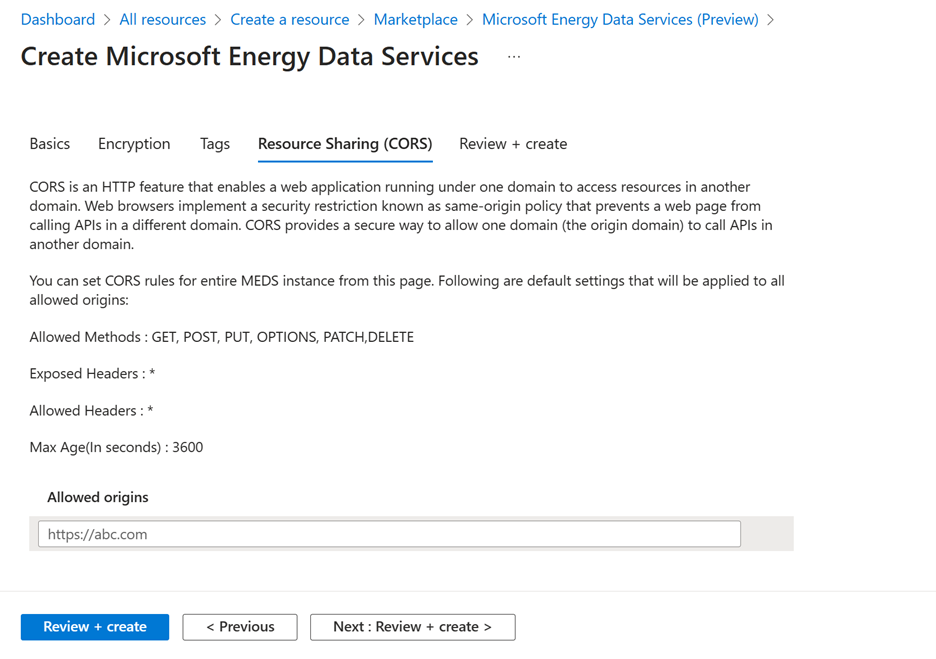 Dashboard > All resources > Create a resource > Marketplace > Microsoft Energy Data Services (Preview) >
Create Microsoft Energy Data Services ...
Basics Encryption Tags Resource Sharing (CORS) Review + create
CORS is an HTTP feature that enables a web application running under one domain to access resources in another
domain. Web browsers implement a security restriction known as same-origin policy that prevents a web page from
calling APIs in a different domain. CORS provides a secure way to allow one domain (the origin domain) to call APIs in
another domain.
You can set CORS rules for entire MEDS instance from this page. Following are default settings that will be applied to all
allowed origins:
Allowed Methods : GET, POST, PUT, OPTIONS, PATCH,DELETE
Exposed Headers : *
Allowed Headers : *
Max Age(In seconds) : 3600
Allowed origins
https://abc.com
Review + create < Previous Next : Review + create >